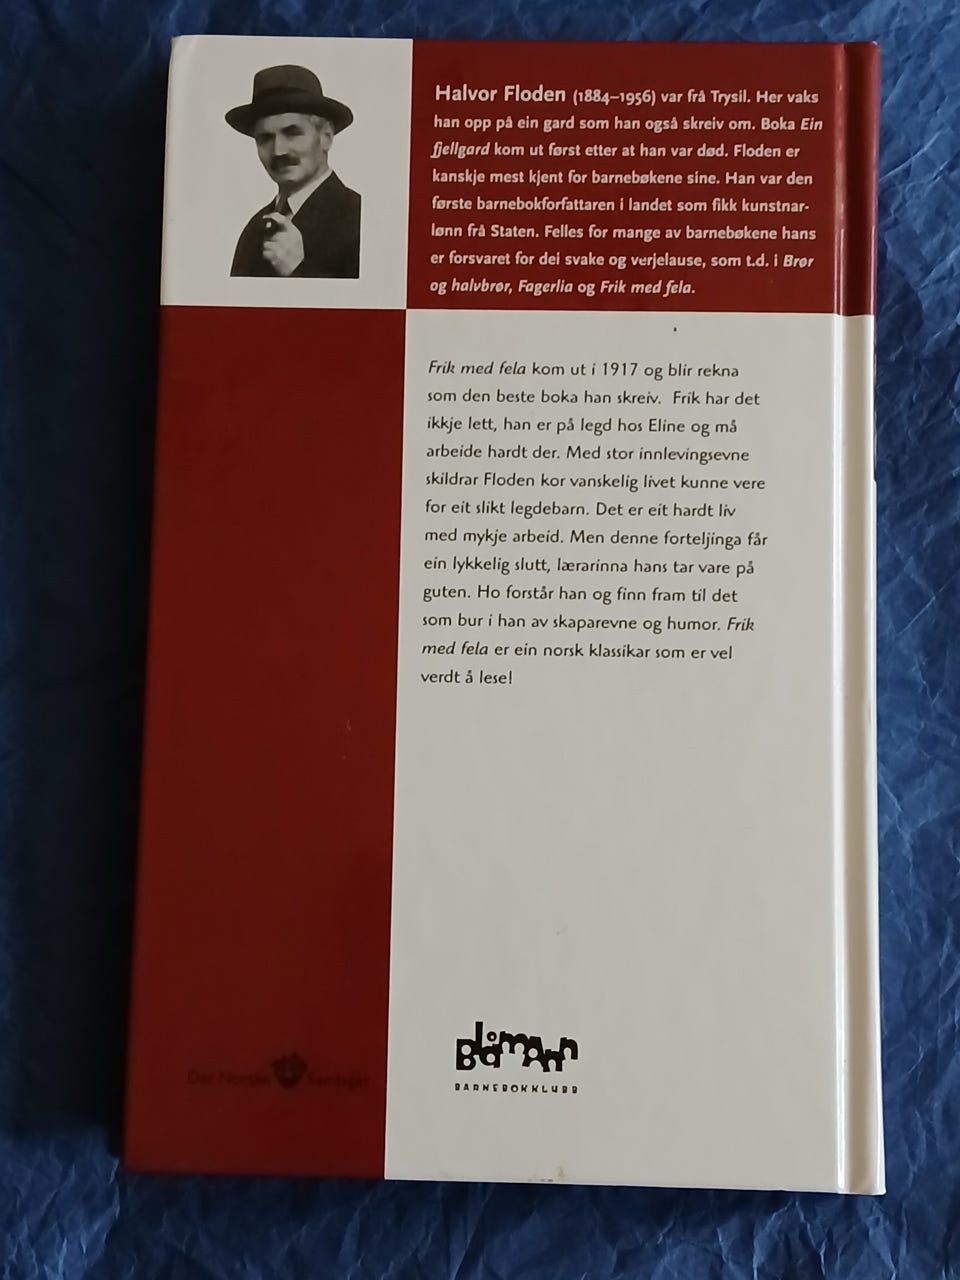 Halvor Floden (1884–1956) var frå Trysil. Her vaks
han opp på ein gard som han også skreiv om. Boka Ein
fjellgard kom ut først etter at han var død. Floden er
kanskje mest kjent for barnebøkene sine. Han var den
første barnebokforfattaren i landet som fikk kunstnar-
lønn frå Staten. Felles for mange av barnebøkene hans
er forsvaret for dei svake og verjelause, som t.d. i Brør
og halvbrør, Fagerlia og Frik med fela.
Frik med fela kom ut i 1917 og blir rekna
som den beste boka han skreiv. Frik har det
ikkje lett, han er på legd hos Eline og må
arbeide hardt der. Med stor innlevingsevne
skildrar Floden kor vanskelig livet kunne vere
for eit slikt legdebarn. Det er eit hardt liv
med mykje arbeid. Men denne forteljinga får
ein lykkelig slutt, lærarinna hans tar vare på
guten. Ho forstår han og finn fram til det
som bur i han av skaparevne og humor. Frik
med fela er ein norsk klassikar som er vel
verdt å lese!
Det Norske Samlaget
Blåmann
BARNEBOKKLUBB